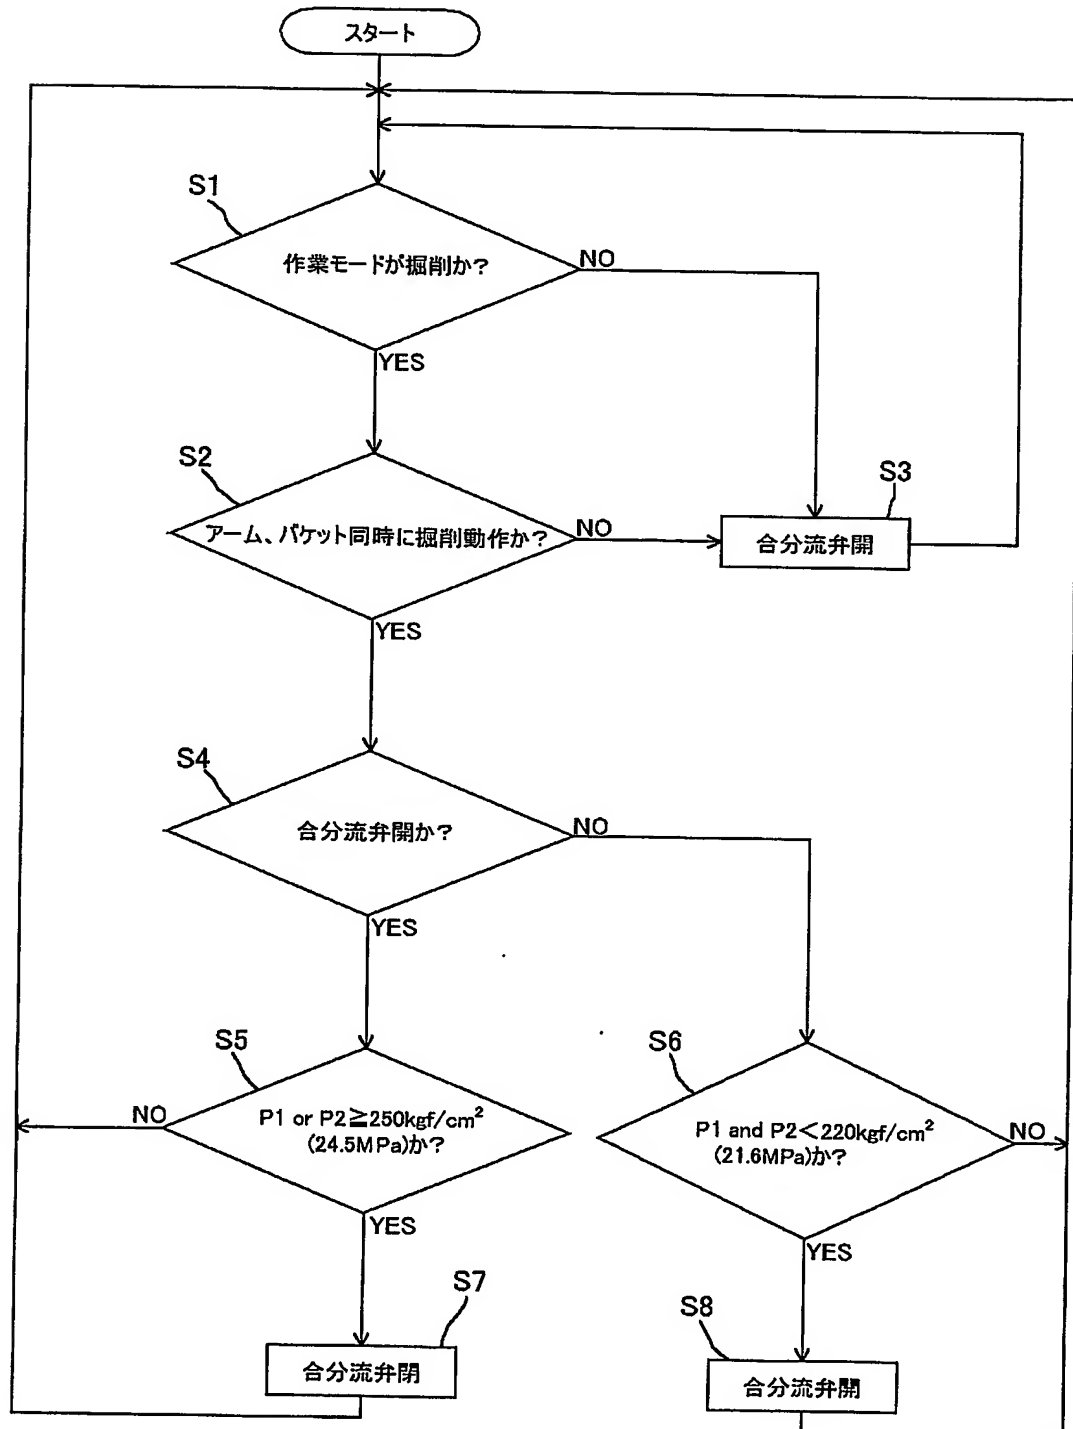 スタート
S1
作業モードが掘削か?
NO
YES
S2
アーム、バケット同時に掘削動作か?
NO
S3
合分流弁開
YES
S4
合分流弁開か?
NO
YES
S5
P1 or P2≧250kgf/cm²
(24.5MPa)か?
NO
YES
S6
P1 and P2<220kgf/cm²
(21.6MPa)か?
NO
YES
S7
合分流弁閉
S8
合分流弁開